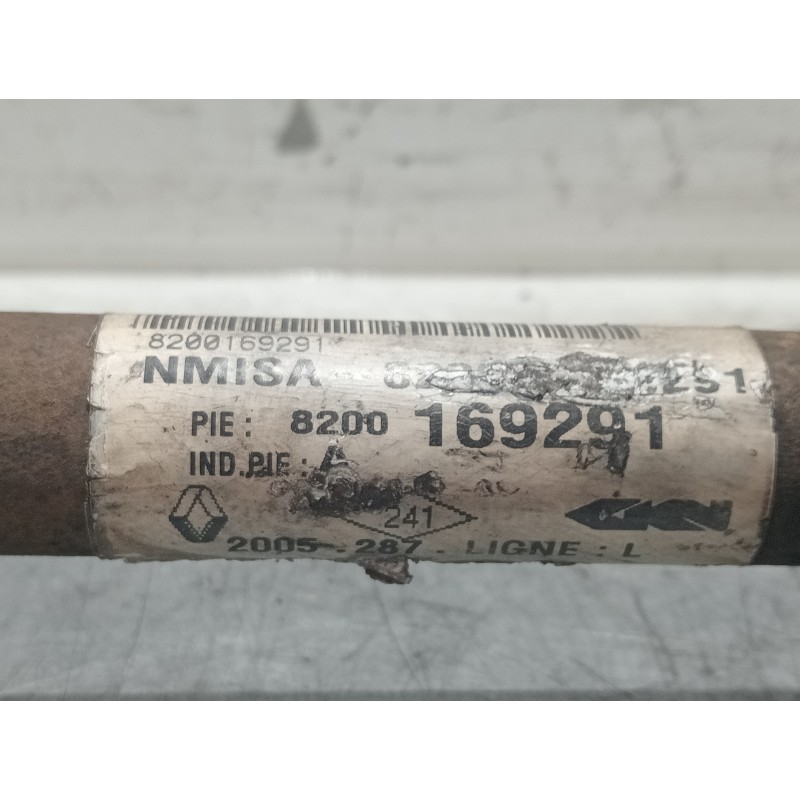 8200169291
NMISA
PIE : 8200 169291
IND.PIE : A
241
2005 . 287 . LIGNE : L